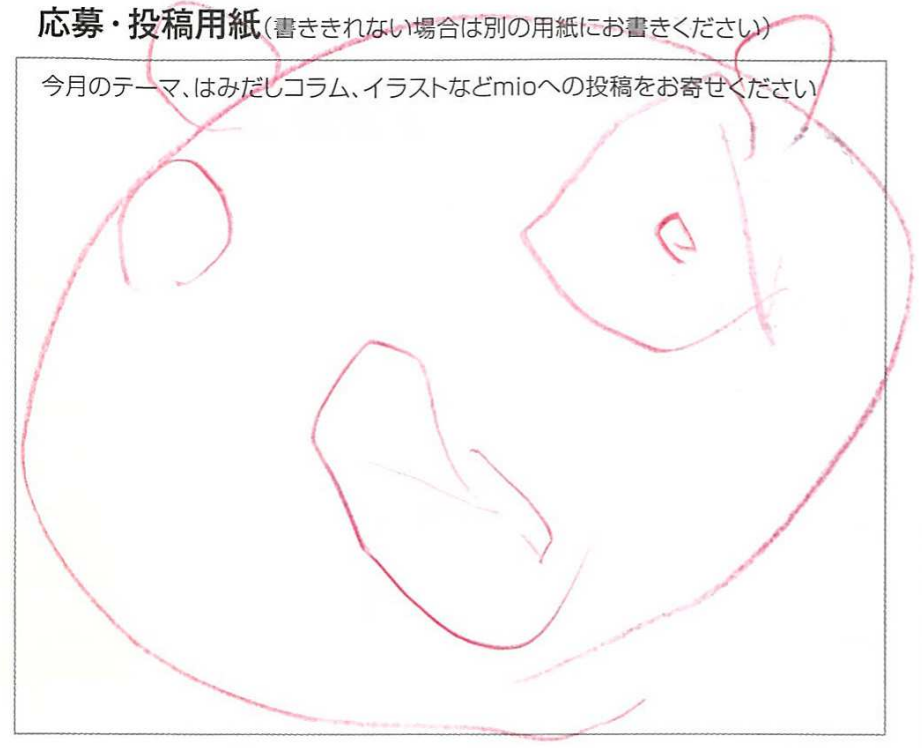 応募・投稿用紙(書ききれない場合は別の用紙にお書きください)
今月のテーマ、はみだしコラム、イラストなどmioへの投稿をお寄せください